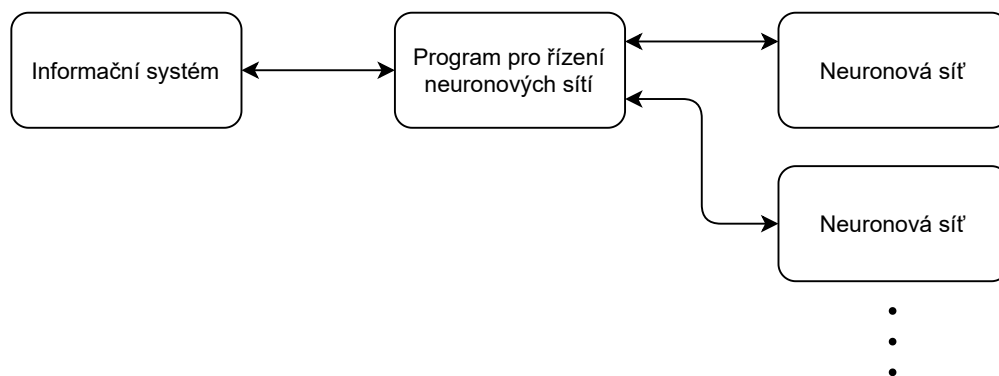 Informační systém
Program pro řízení
neuronových sítí
Neuronová síť
Neuronová síť